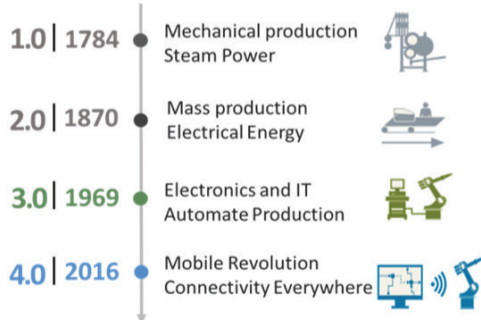 1.0 | 1784 Mechanical production
Steam Power
2.0 | 1870 Mass production
Electrical Energy
3.0 | 1969 Electronics and IT
Automate Production
4.0 | 2016 Mobile Revolution
Connectivity Everywhere